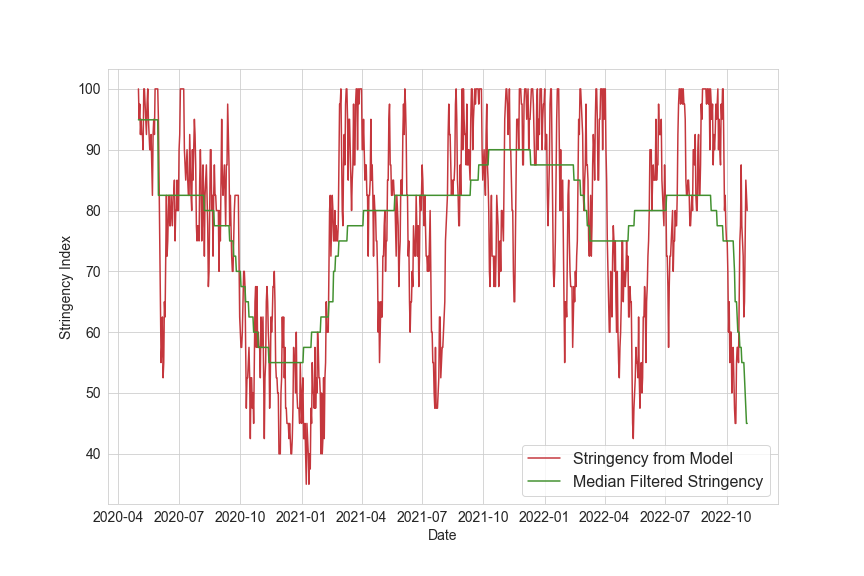 100
90
80
70
60
50
40
Stringency Index
2020-04 2020-07 2020-10 2021-01 2021-04 2021-07 2021-10 2022-01 2022-04 2022-07 2022-10
Date
Stringency from Model
Median Filtered Stringency